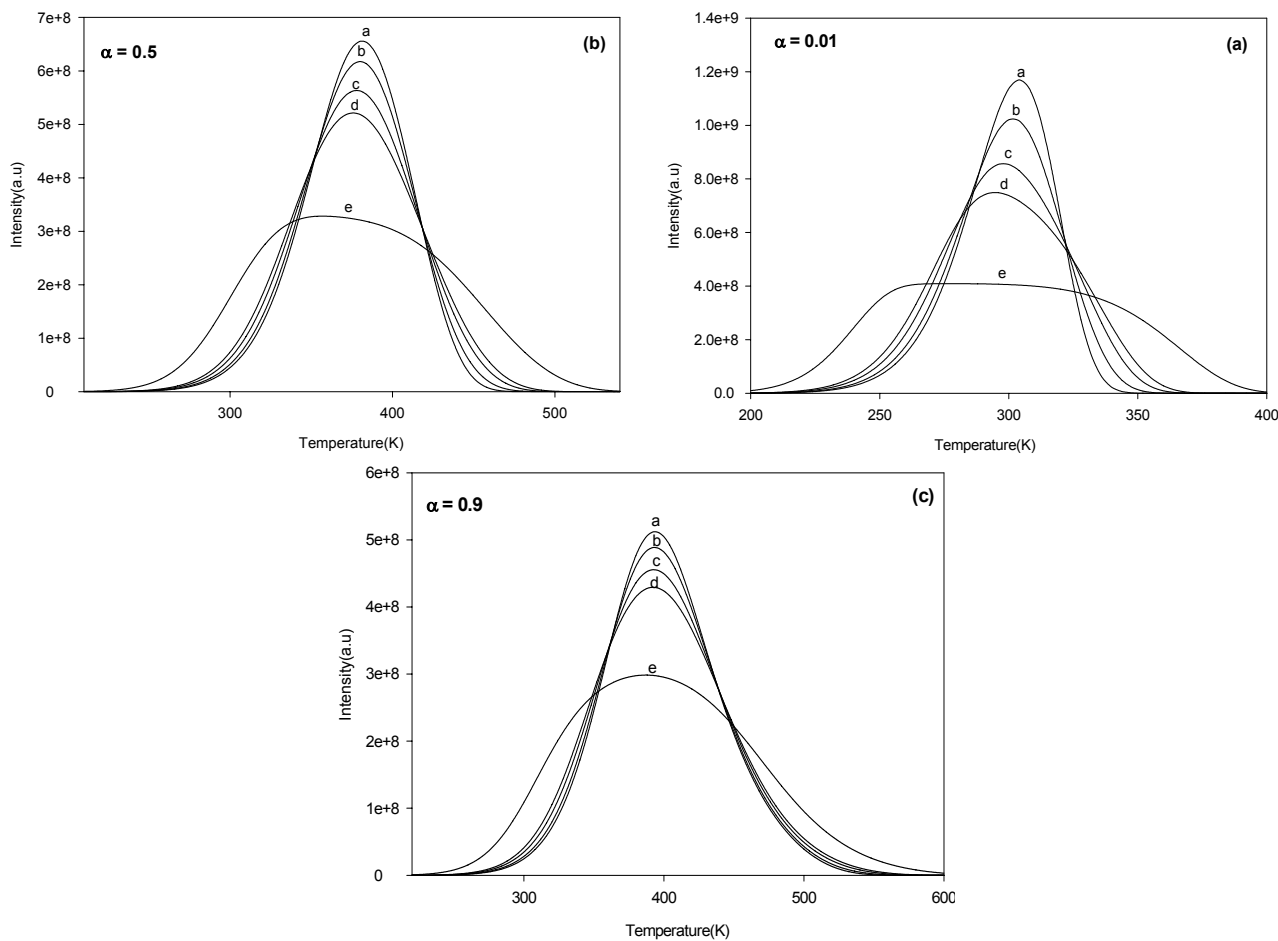 7e+8
6e+8
5e+8
4e+8
3e+8
2e+8
1e+8
0
Intensity(a.u)
α = 0.5
(b)
a
b
c
d
e
300
400
500
Temperature(K)
1.4e+9
1.2e+9
1.0e+9
8.0e+8
6.0e+8
4.0e+8
2.0e+8
0.0
Intensity(a.u)
α = 0.01
(a)
a
b
c
d
e
200
250
300
350
400
Temperature(K)
6e+8
5e+8
4e+8
3e+8
2e+8
1e+8
0
Intensity(a.u)
α = 0.9
(c)
a
b
c
d
e
300
400
500
600
Temperature(K)